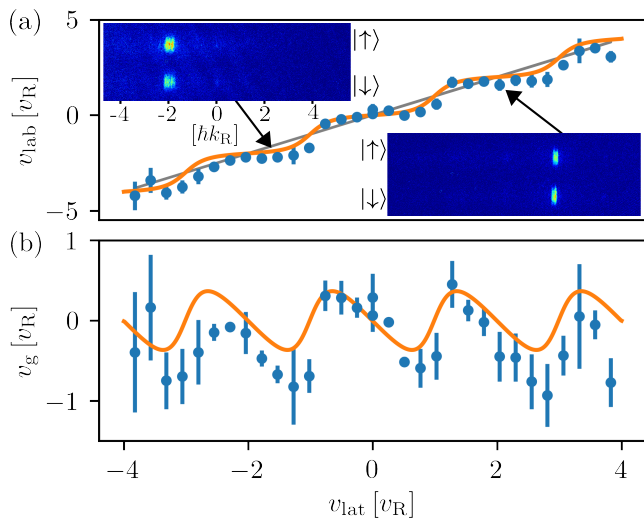 (a)
5
0
−5
v_lab [v_R]
|↑⟩
|↓⟩
-4 -2 0 2 4
[ħk_R]
|↑⟩
|↓⟩
(b)
1
0
−1
v_g [v_R]
−4 −2 0 2 4
v_lat [v_R]